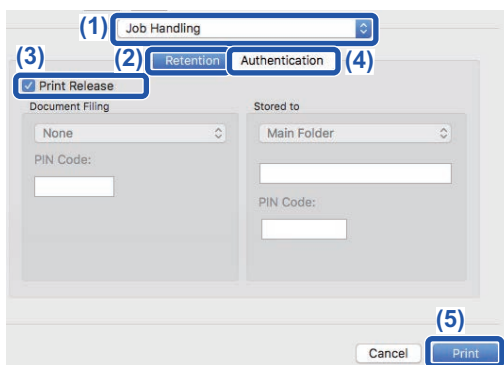 (1) Job Handling
(3) (2) Retention Authentication (4)
Print Release
Document Filing Stored to
None Main Folder
PIN Code:
PIN Code:
(5)
Cancel Print